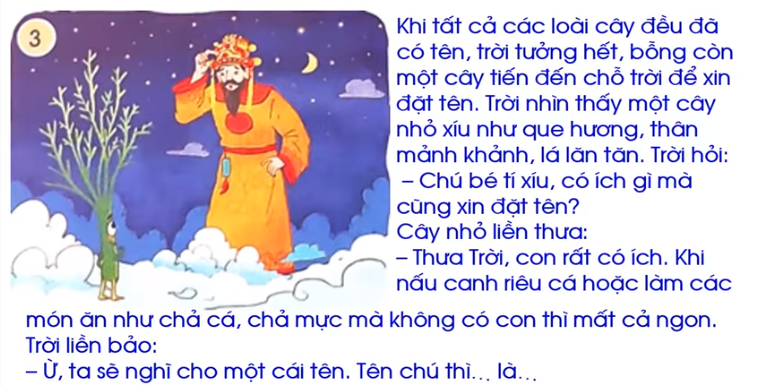 3
Khi tất cả các loài cây đều đã
có tên, trời tưởng hết, bỗng còn
một cây tiến đến chỗ trời để xin
đặt tên. Trời nhìn thấy một cây
nhỏ xíu như que hương, thân
mảnh khảnh, lá lăn tăn. Trời hỏi:
– Chú bé tí xíu, có ích gì mà
cũng xin đặt tên?
Cây nhỏ liền thưa:
– Thưa Trời, con rất có ích. Khi
nấu canh riêu cá hoặc làm các
món ăn như chả cá, chả mực mà không có con thì mất cả ngon.
Trời liền bảo:
– Ừ, ta sẽ nghĩ cho một cái tên. Tên chú thì... là...